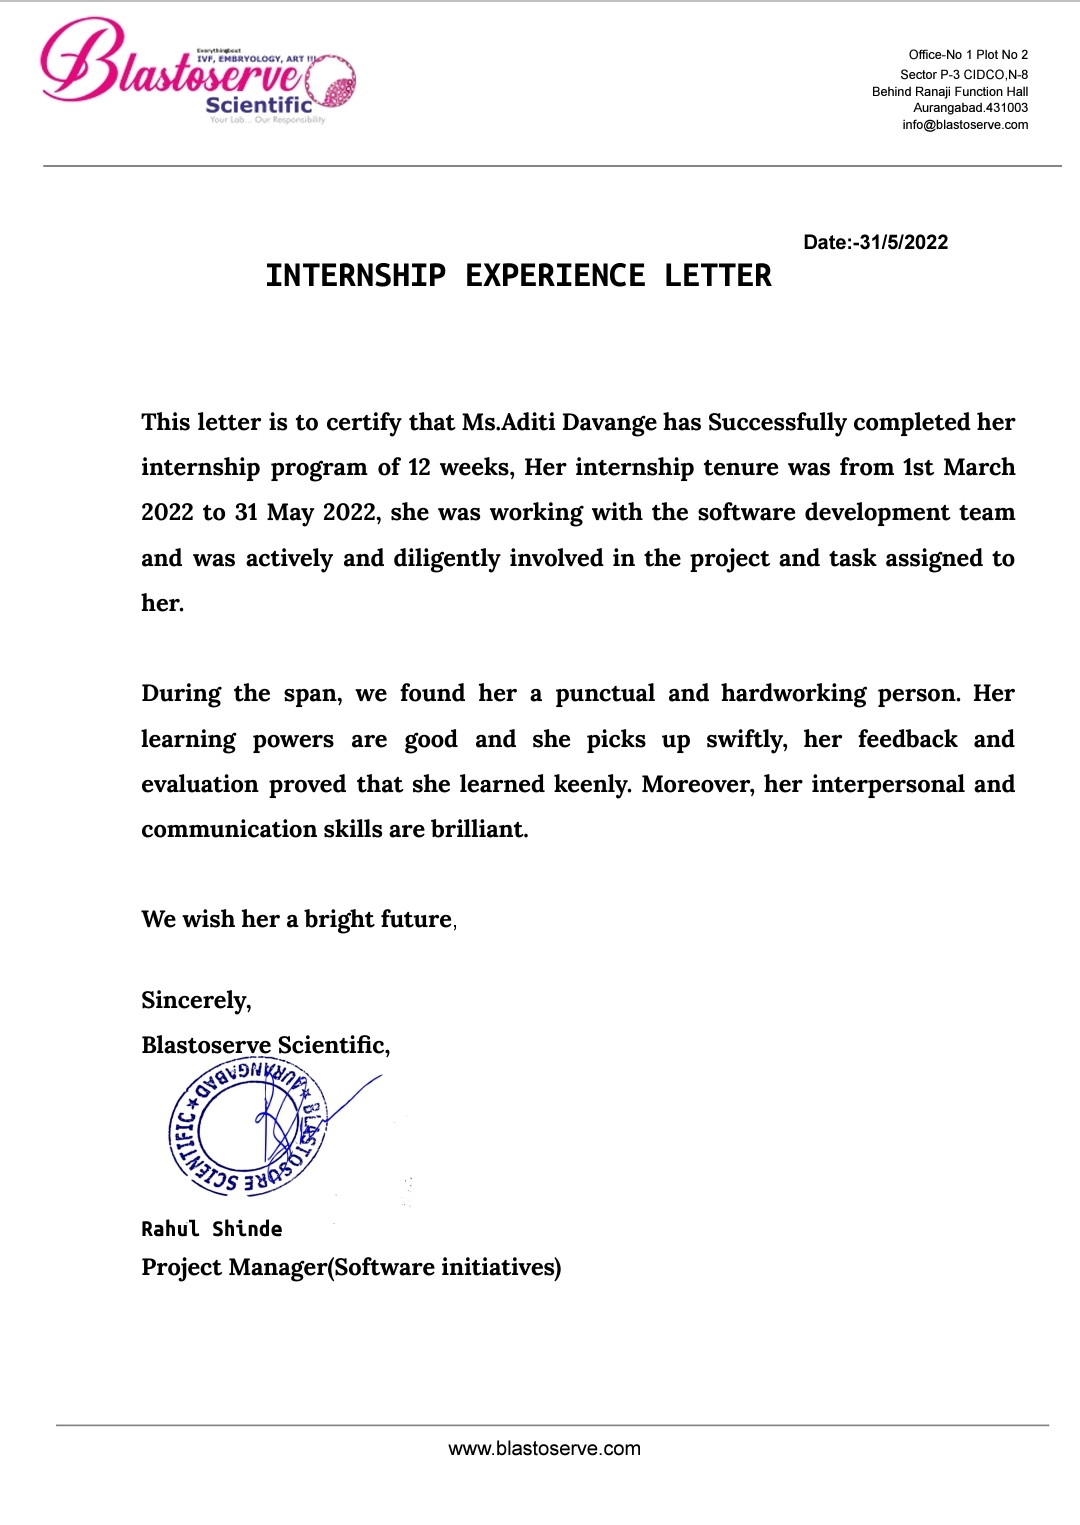 Everythingbout
IVF, EMBRYOLOGY, ART !!!
Blastoserve
Scientific
Your Lab... Our Responsibility
Office-No 1 Plot No 2
Sector P-3 CIDCO,N-8
Behind Ranaji Function Hall
Aurangabad.431003
info@blastoserve.com
Date:-31/5/2022
INTERNSHIP EXPERIENCE LETTER
This letter is to certify that Ms.Aditi Davange has Successfully completed her
internship program of 12 weeks, Her internship tenure was from 1st March
2022 to 31 May 2022, she was working with the software development team
and was actively and diligently involved in the project and task assigned to
her.
During the span, we found her a punctual and hardworking person. Her
learning powers are good and she picks up swiftly, her feedback and
evaluation proved that she learned keenly. Moreover, her interpersonal and
communication skills are brilliant.
We wish her a bright future,
Sincerely,
Blastoserve Scientific,
BLASTOSURE SCIENTIFIC ★ AURANGABAD ★
Rahul Shinde
Project Manager(Software initiatives)
www.blastoserve.com